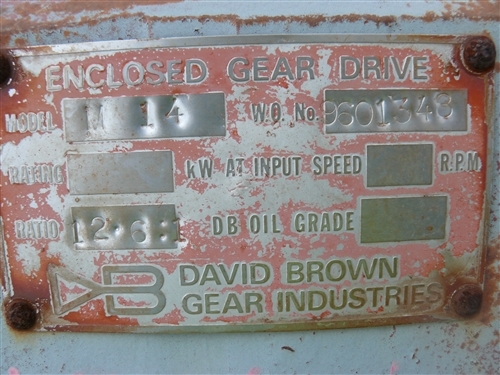 ENCLOSED GEAR DRIVE
MODEL 14 W.O. No. 9601348
RATING kW AT INPUT SPEED R.P.M.
RATIO 12.6:1 DB OIL GRADE
DB DAVID BROWN
GEAR INDUSTRIES